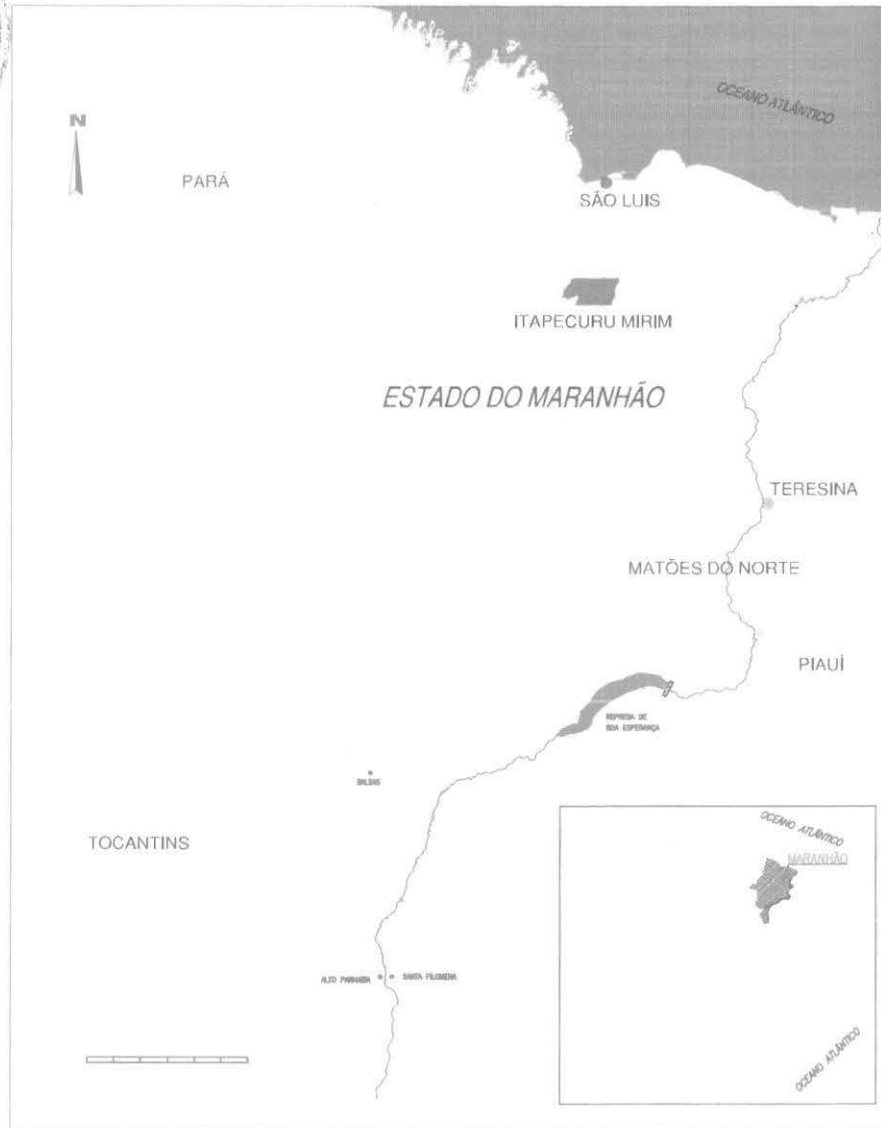 OCEANO ATLÂNTICO
N
PARÁ
SÃO LUIS
ITAPECURU MIRIM
ESTADO DO MARANHÃO
TERESINA
MATÕES DO NORTE
PIAUÍ
REPRESA DE
BOA ESPERANÇA
BALSAS
TOCANTINS
OCEANO ATLÂNTICO
MARANHÃO
ALTO PARNAIBA
SANTA FILOMENA
OCEANO ATLÂNTICO